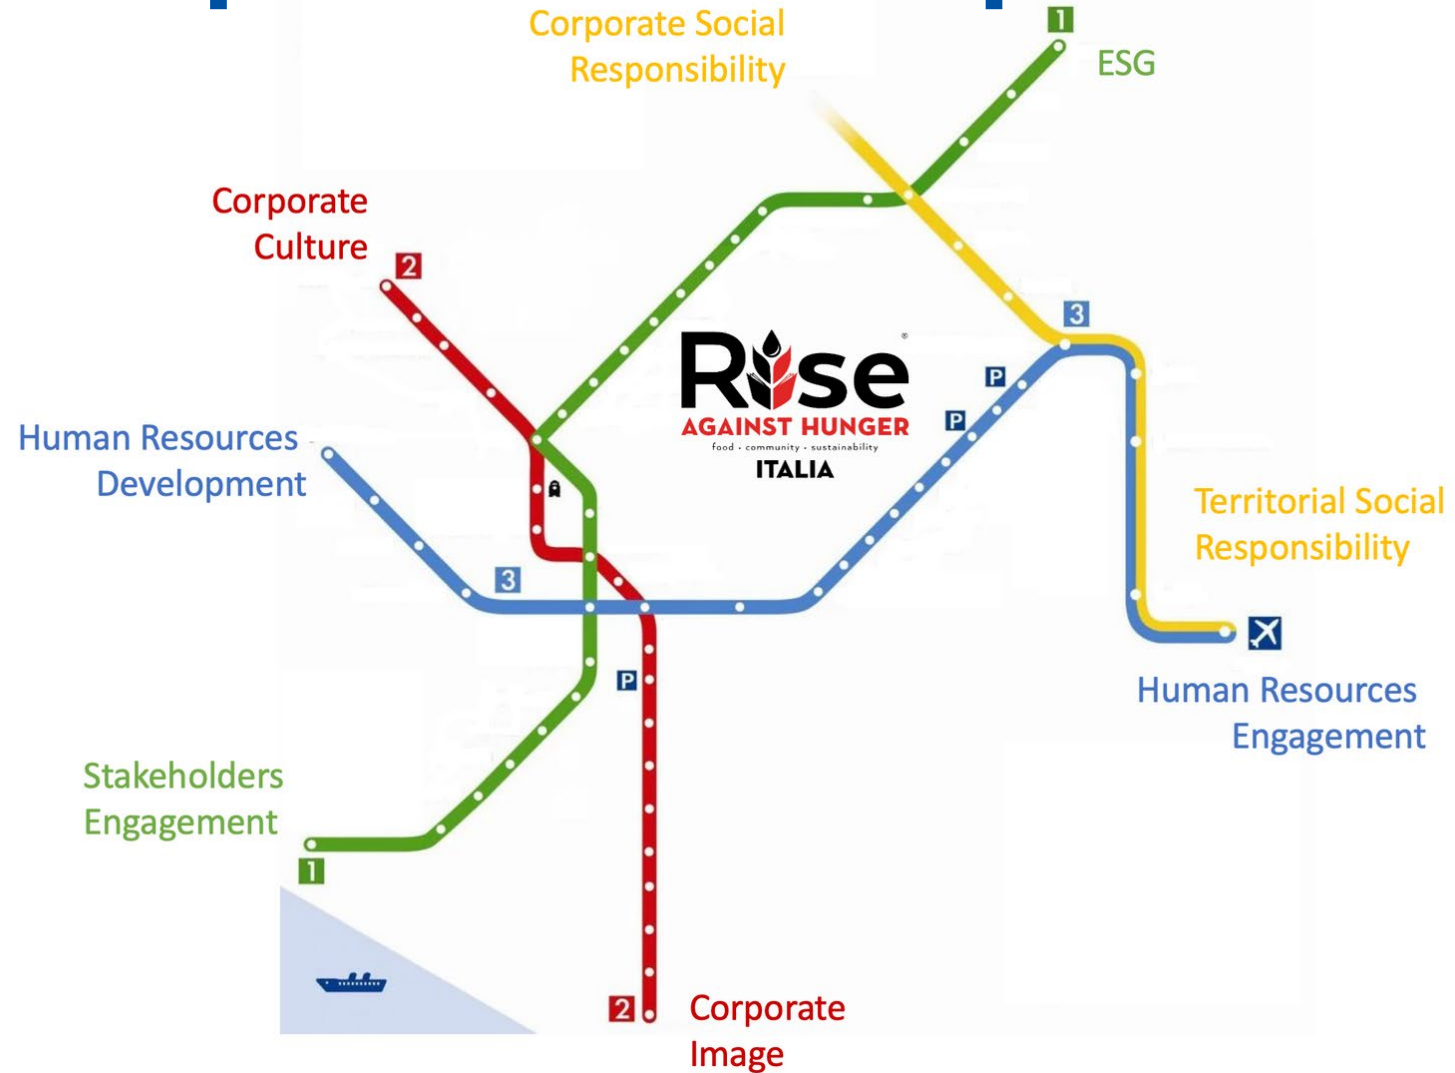 Corporate Social
Responsibility
1
ESG
Corporate
Culture
2
3
Rise
®
AGAINST HUNGER
food · community · sustainability
ITALIA
P
P
Human Resources
Development
Territorial Social
Responsibility
3
Human Resources
Engagement
P
Stakeholders
Engagement
1
2
Corporate
Image